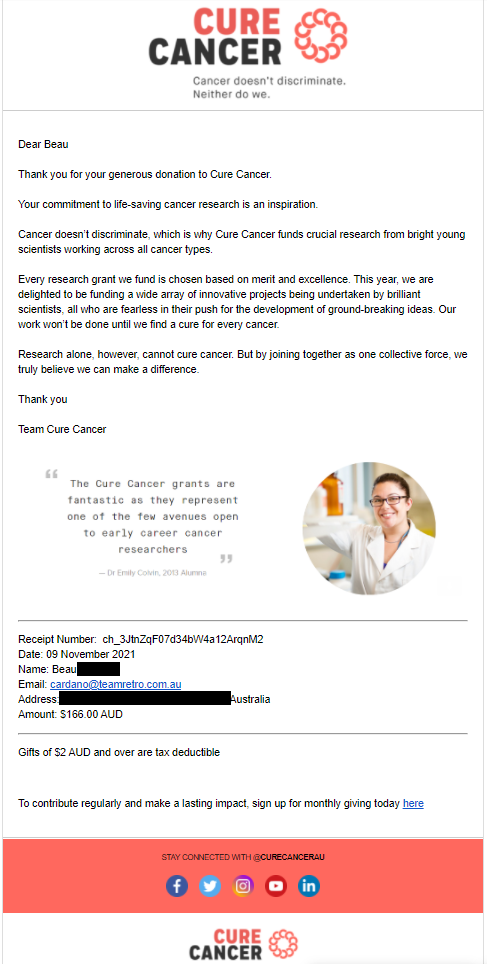 CURE
CANCER
Cancer doesn't discriminate.
Neither do we.
Dear Beau
Thank you for your generous donation to Cure Cancer.
Your commitment to life-saving cancer research is an inspiration.
Cancer doesn't discriminate, which is why Cure Cancer funds crucial research from bright young
scientists working across all cancer types.
Every research grant we fund is chosen based on merit and excellence. This year, we are
delighted to be funding a wide array of innovative projects being undertaken by brilliant
scientists, all who are fearless in their push for the development of ground-breaking ideas. Our
work won't be done until we find a cure for every cancer.
Research alone, however, cannot cure cancer. But by joining together as one collective force, we
truly believe we can make a difference.
Thank you
Team Cure Cancer
“ The Cure Cancer grants are
fantastic as they represent
one of the few avenues open
to early career cancer
researchers ”
— Dr Emily Colvin, 2013 Alumne
Receipt Number: ch_3JtnZqF07d34bW4a12ArqnM2
Date: 09 November 2021
Name: Beau
Email: cardano@teamretro.com.au
Address: Australia
Amount: $166.00 AUD
Gifts of $2 AUD and over are tax deductible
To contribute regularly and make a lasting impact, sign up for monthly giving today here
STAY CONNECTED WITH @CURECANCERAU
CURE
CANCER